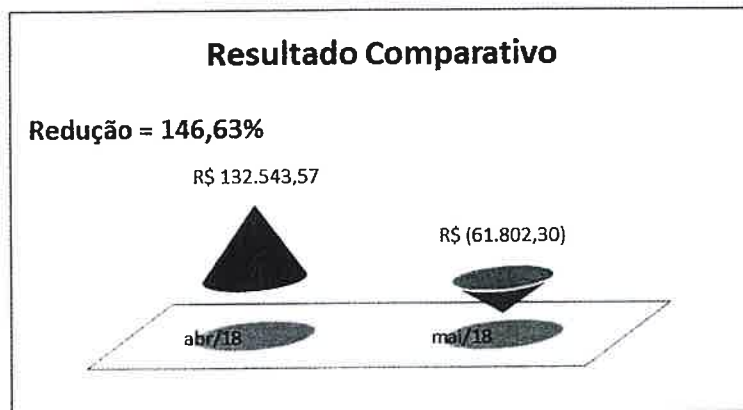 Resultado Comparativo
Redução = 146,63%
R$ 132.543,57
R$ (61.802,30)
abr/18
mai/18